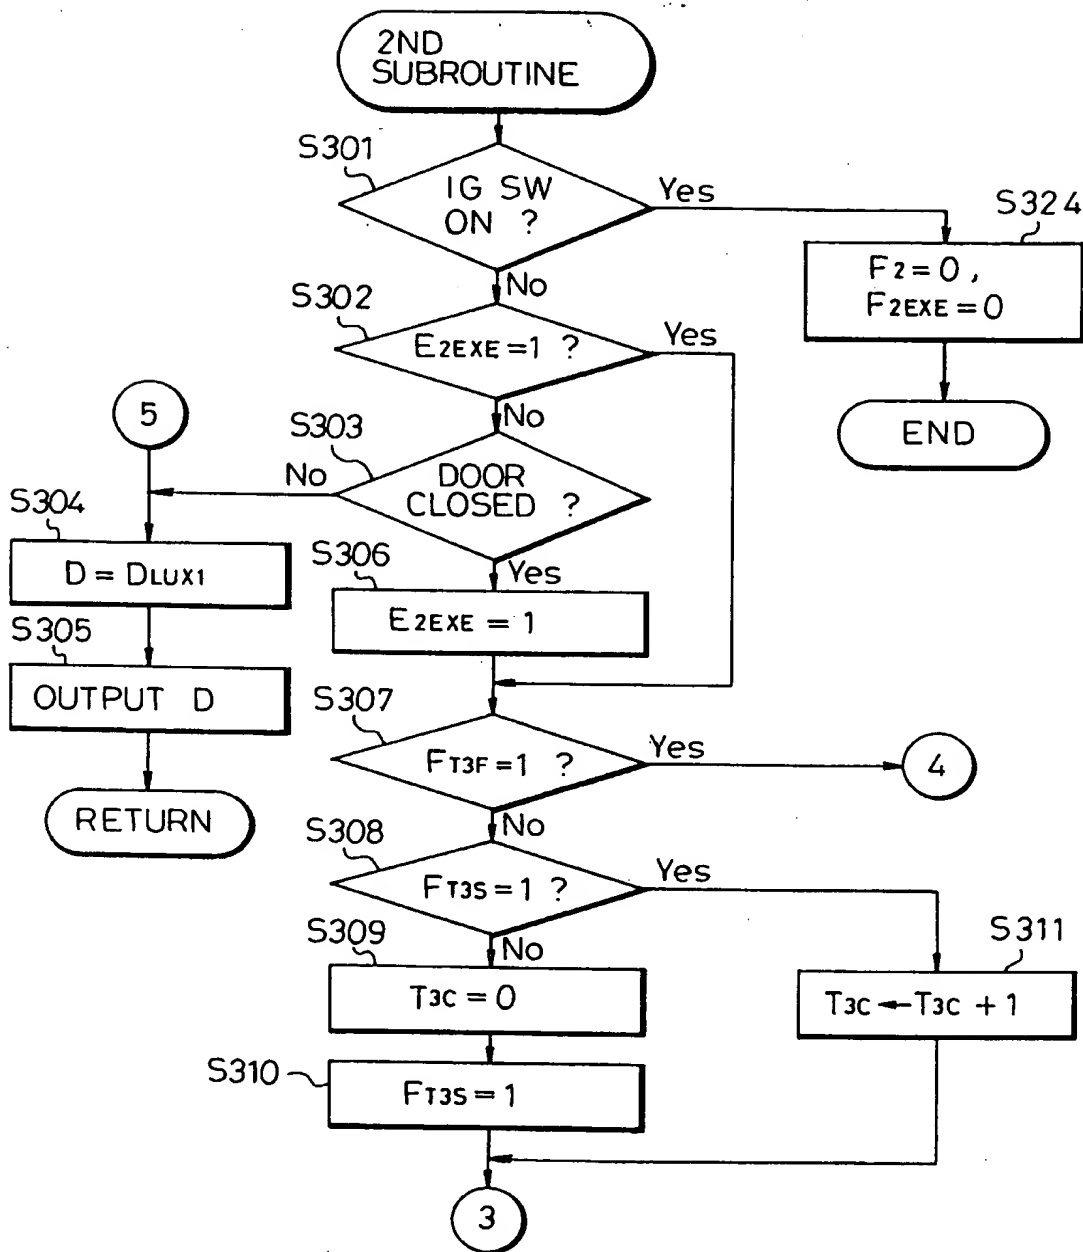 2ND
SUBROUTINE
S301
IG SW
ON ?
Yes
No
S324
F2=0,
F2EXE=0
END
S302
E2EXE=1 ?
Yes
No
5
S303
DOOR
CLOSED ?
No
Yes
S304
D=DLUX1
S305
OUTPUT D
RETURN
S306
E2EXE = 1
S307
FT3F=1 ?
Yes
4
No
S308
FT3S=1 ?
Yes
No
S309
T3C=0
S311
T3C←T3C+1
S310
FT3S=1
3